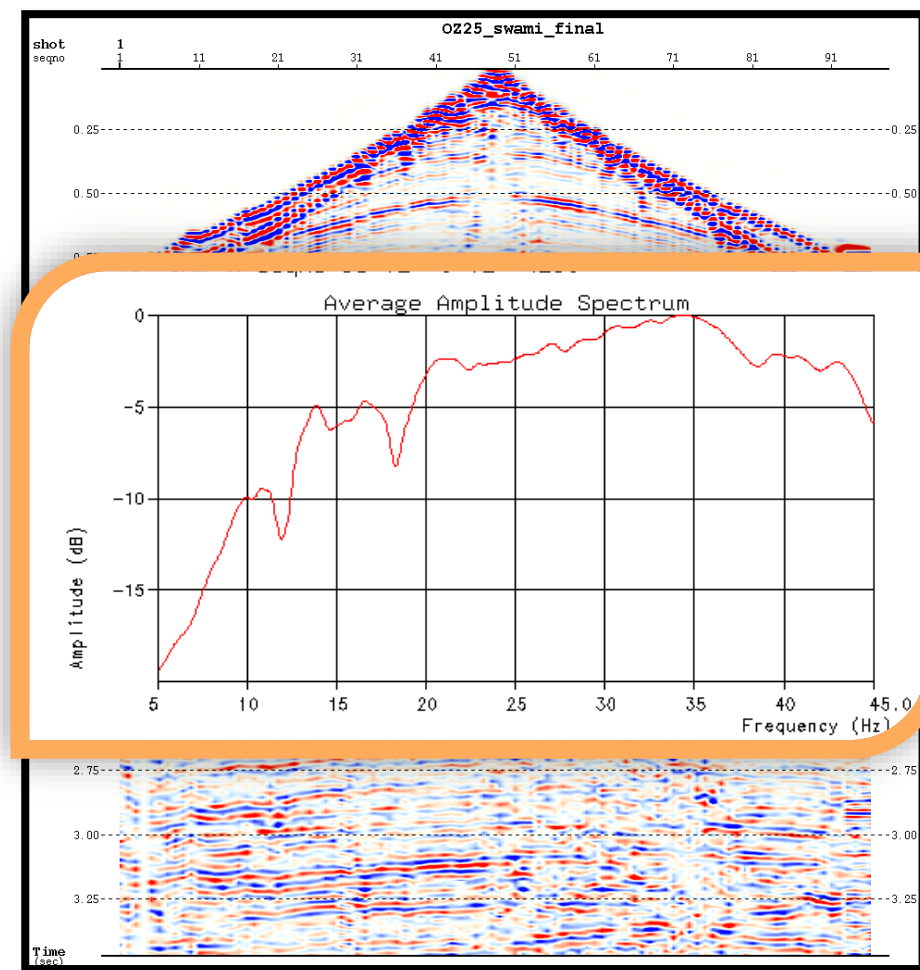 OZ25_swami_final
shot 1
seqno 1 11 21 31 41 51 61 71 81 91
0.25 0.25
0.50 0.50
Average Amplitude Spectrum
0
-5
-10
-15
Amplitude (dB)
5 10 15 20 25 30 35 40 45.0
Frequency (Hz)
2.75 2.75
3.00 3.00
3.25 3.25
Time
(sec)